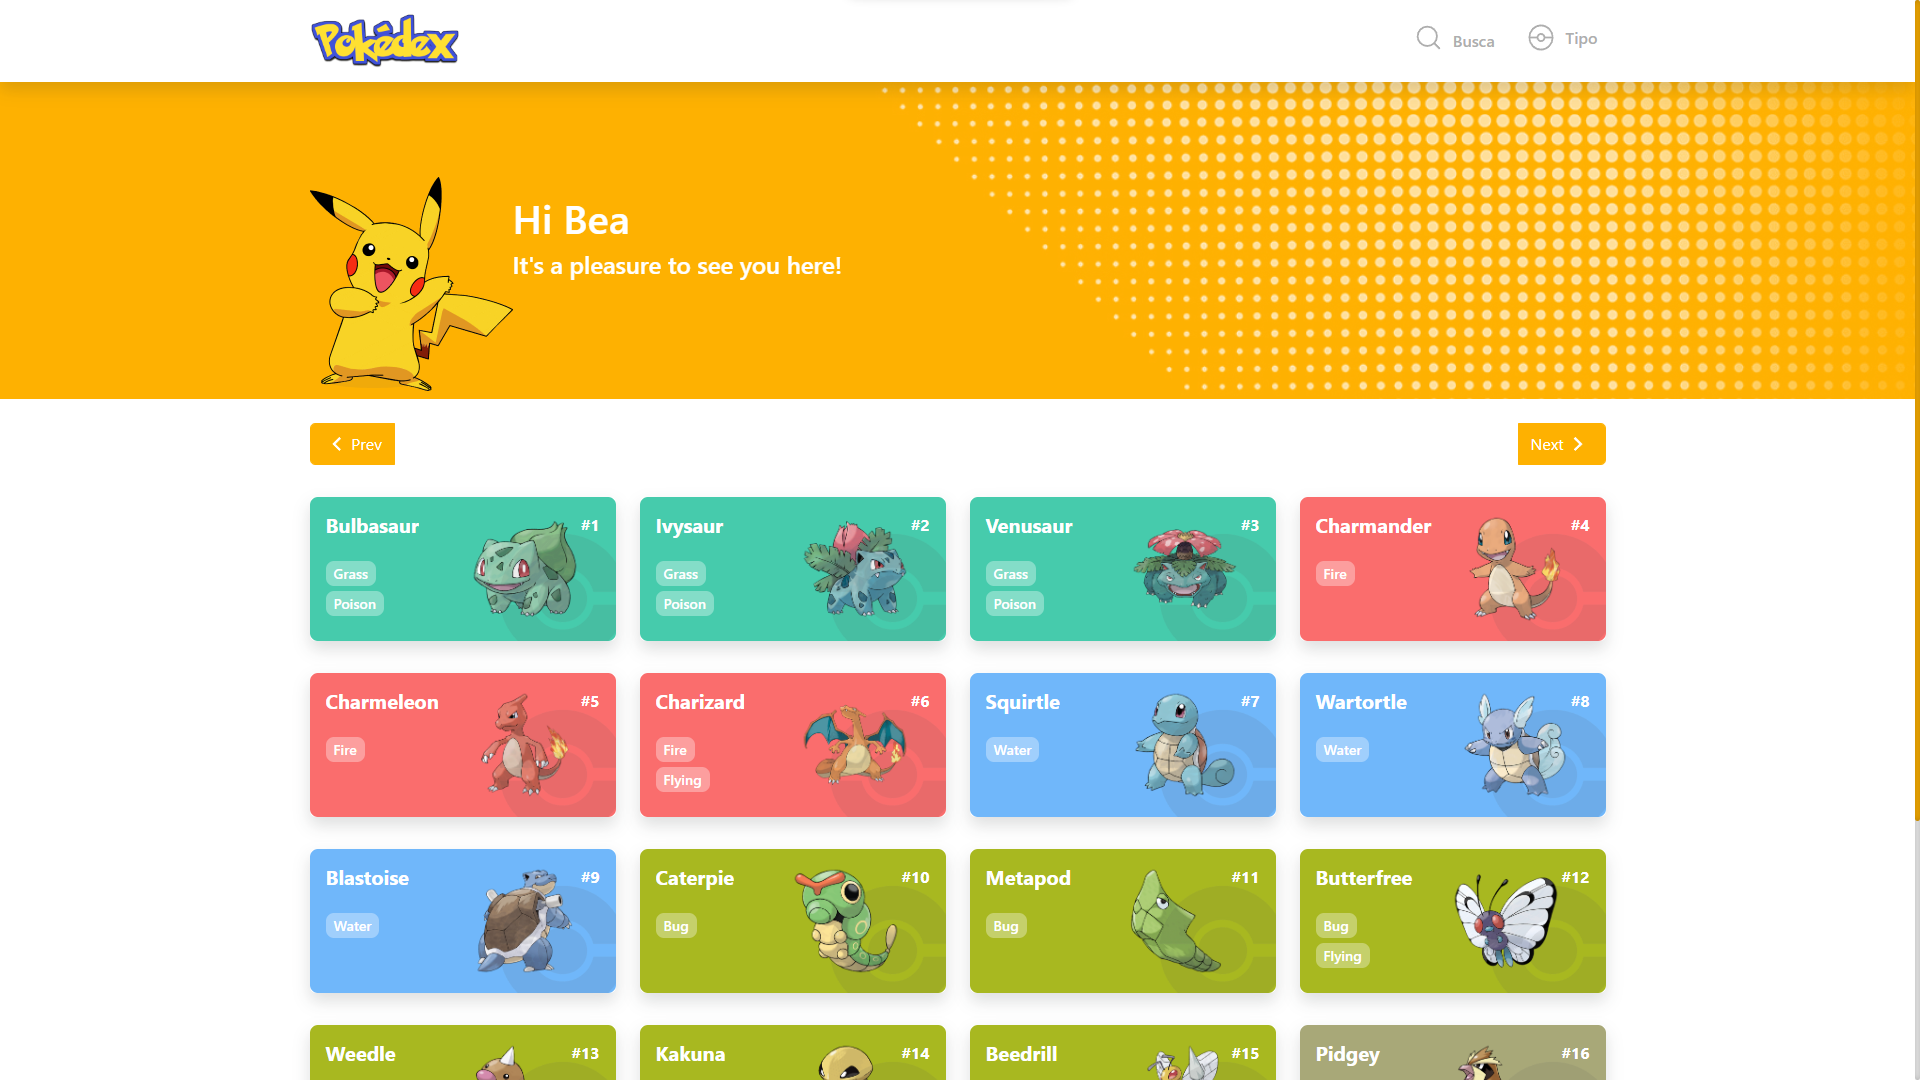 Pokédex
Busca
Tipo
Hi Bea
It's a pleasure to see you here!
Prev
Next
Bulbasaur #1
Grass
Poison
Ivysaur #2
Grass
Poison
Venusaur #3
Grass
Poison
Charmander #4
Fire
Charmeleon #5
Fire
Charizard #6
Fire
Flying
Squirtle #7
Water
Wartortle #8
Water
Blastoise #9
Water
Caterpie #10
Bug
Metapod #11
Bug
Butterfree #12
Bug
Flying
Weedle #13
Kakuna #14
Beedrill #15
Pidgey #16